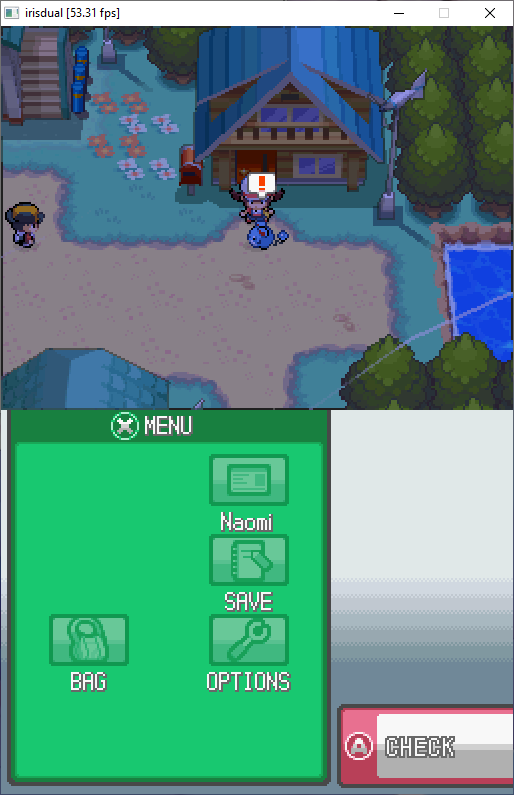 irisdual [53.31 fps]
!
X MENU
Naomi
SAVE
BAG
OPTIONS
A CHECK